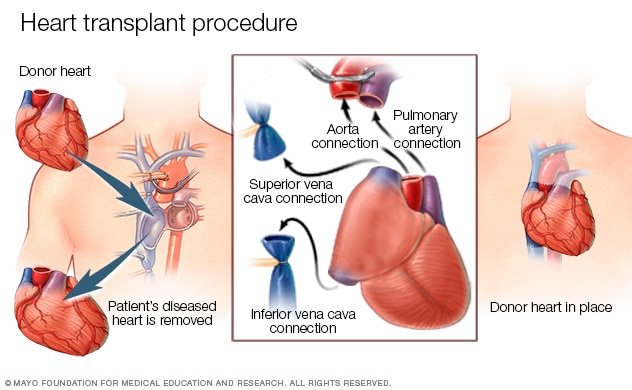 Heart transplant procedure
Donor heart
Patient's diseased
heart is removed
Aorta
connection
Pulmonary
artery
connection
Superior vena
cava connection
Inferior vena cava
connection
Donor heart in place
© MAYO FOUNDATION FOR MEDICAL EDUCATION AND RESEARCH. ALL RIGHTS RESERVED.